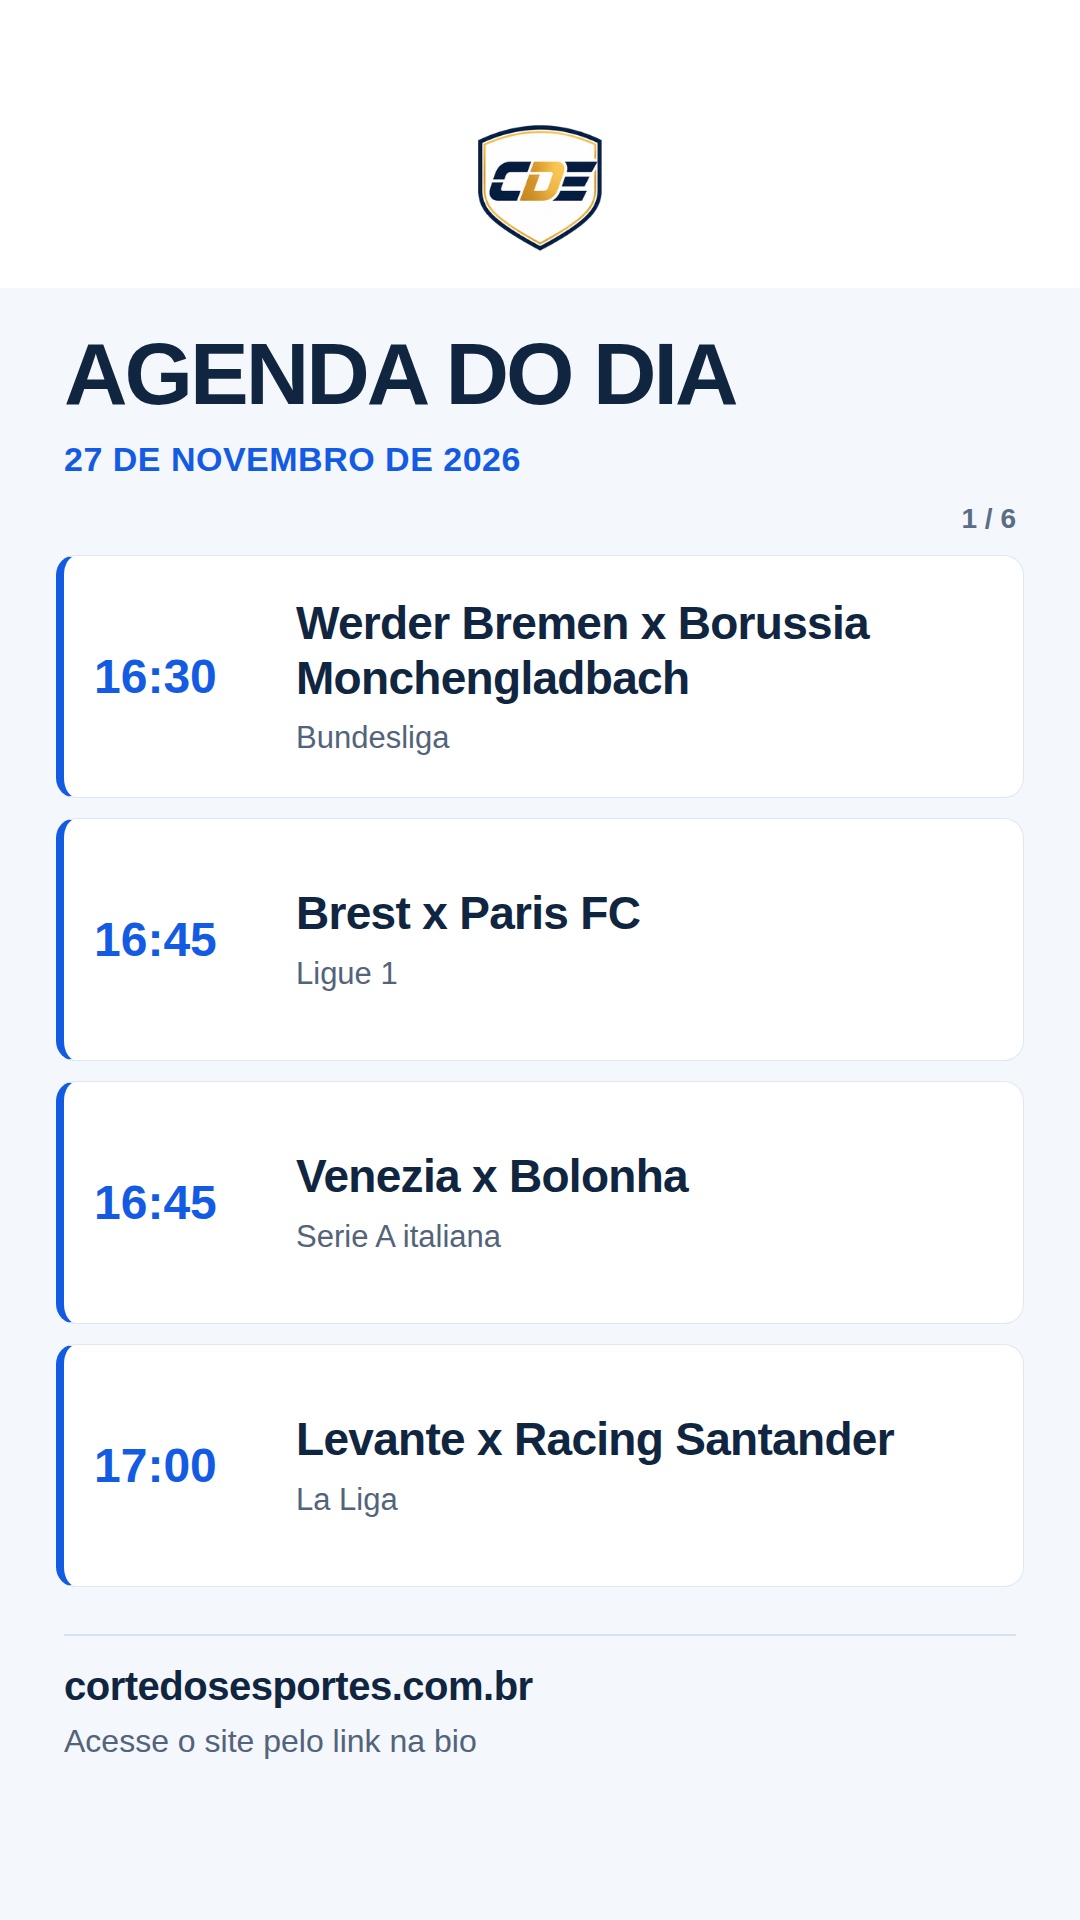 CDE
AGENDA DO DIA
27 DE NOVEMBRO DE 2026
1 / 6
16:30
Werder Bremen x Borussia
Monchengladbach
Bundesliga
16:45
Brest x Paris FC
Ligue 1
16:45
Venezia x Bolonha
Serie A italiana
17:00
Levante x Racing Santander
La Liga
cortedosesportes.com.br
Acesse o site pelo link na bio